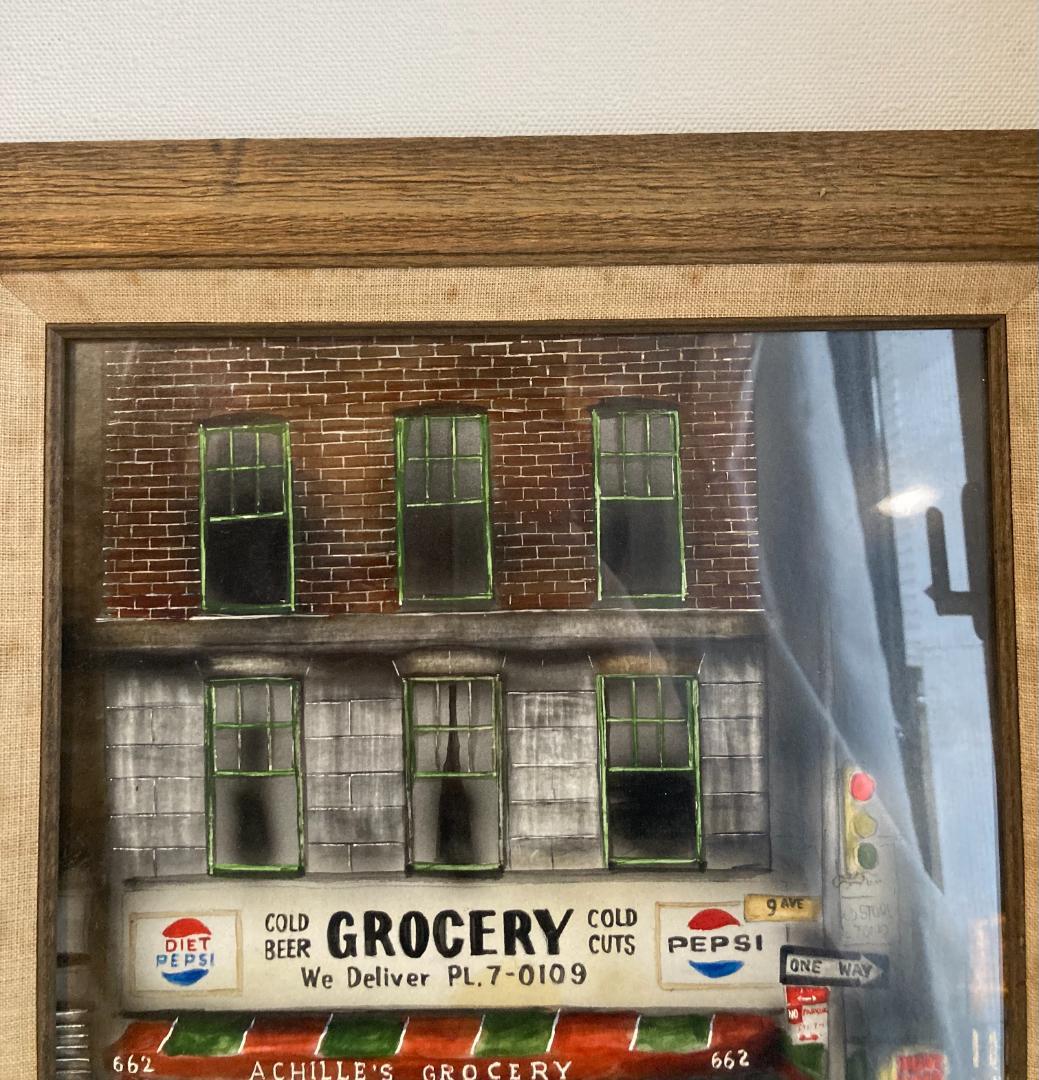 9 AVE
DIET
PEPSI
COLD
BEER
GROCERY
COLD
CUTS
PEPSI
We Deliver PL.7-0109
ONE WAY
NO
662
ACHILLE'S GROCERY
662